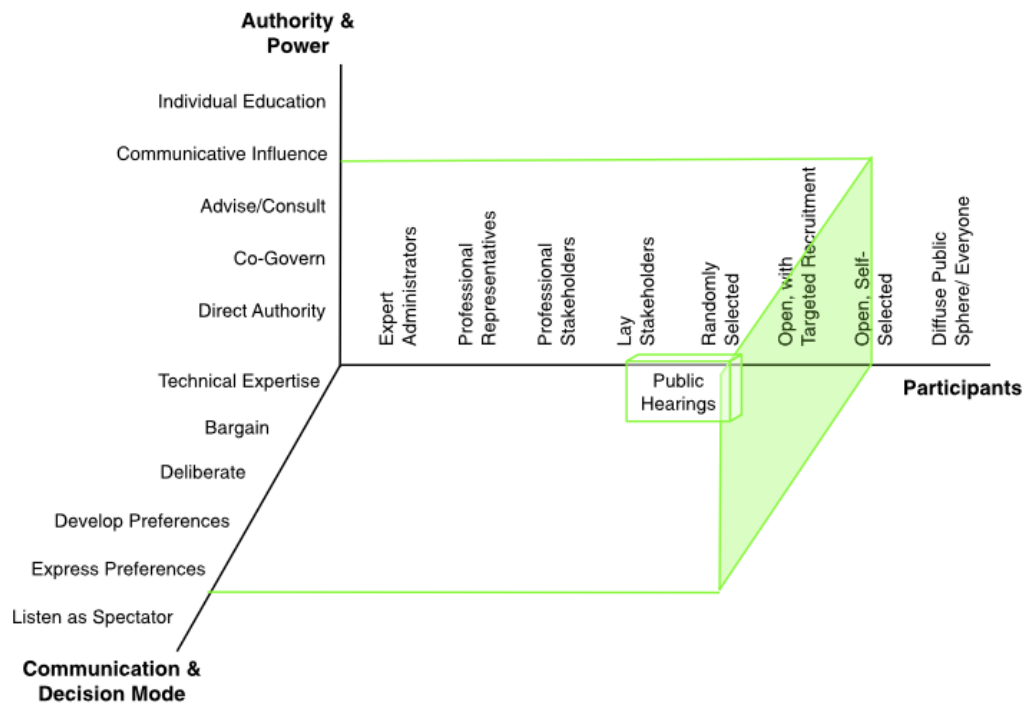 Authority &
Power
Individual Education
Communicative Influence
Advise/Consult
Co-Govern
Direct Authority
Expert
Administrators
Professional
Representatives
Professional
Stakeholders
Lay
Stakeholders
Randomly
Selected
Open, with
Targeted Recruitment
Open, Self-
Selected
Diffuse Public
Sphere/ Everyone
Participants
Public
Hearings
Technical Expertise
Bargain
Deliberate
Develop Preferences
Express Preferences
Listen as Spectator
Communication &
Decision Mode